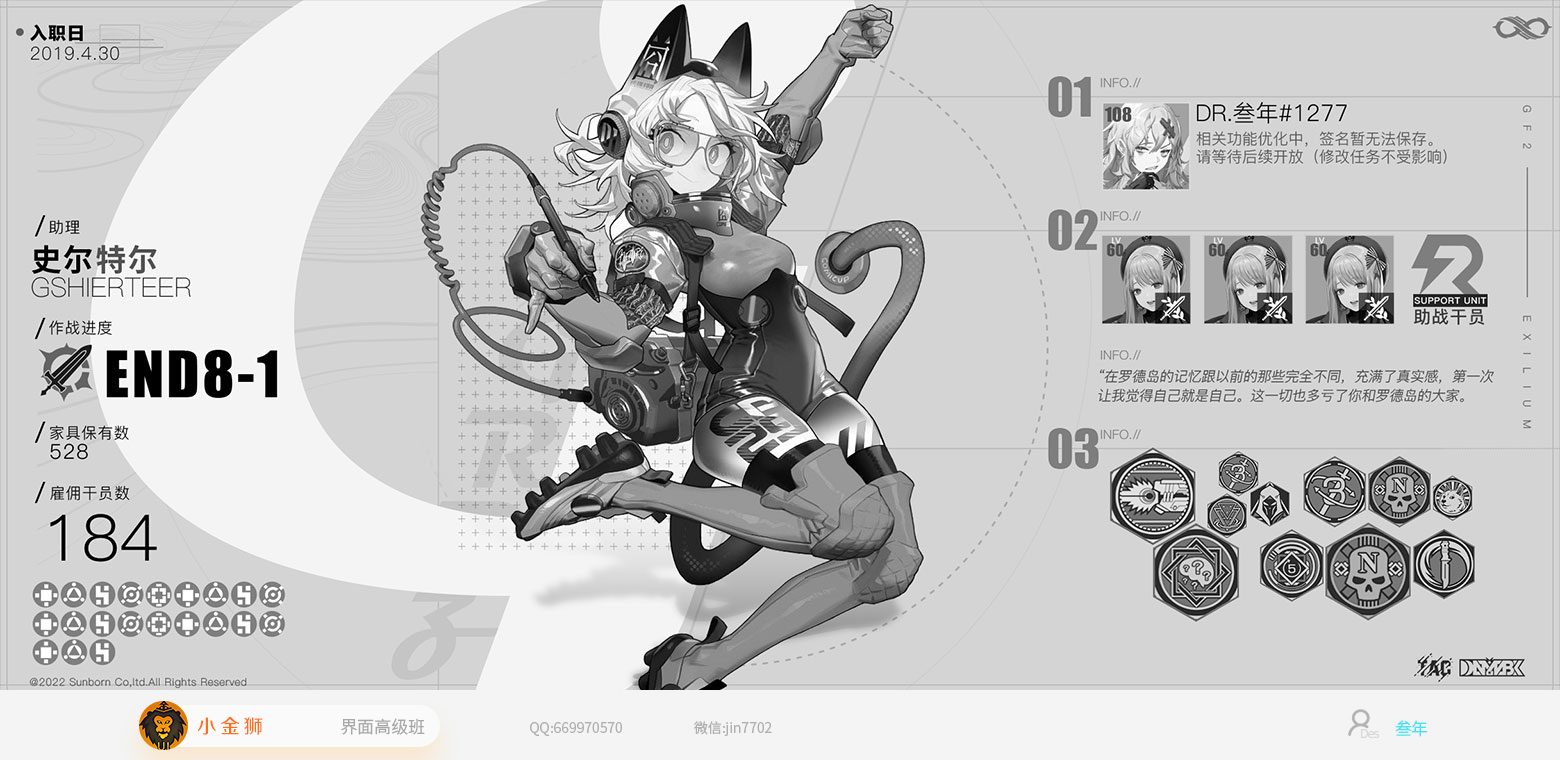 入职日
2019.4.30
/助理
史尔特尔
GSHIERTEER
/作战进度
END8-1
/家具保有数
528
/雇佣干员数
184
@2022 Sunborn Co,ltd.All Rights Reserved
囧
COMICUP
01
INFO.//
108
DR.叁年#1277
相关功能优化中，签名暂无法保存。
请等待后续开放（修改任务不受影响）
02
INFO.//
LV 60
LV 60
LV 60
SUPPORT UNIT
助战干员
INFO.//
“在罗德岛的记忆跟以前的那些完全不同，充满了真实感，第一次
让我觉得自己就是自己。这一切也多亏了你和罗德岛的大家。
03
INFO.//
N
5
N
GF2
EXILIUM
小金狮
界面高级班
QQ:669970570
微信:jin7702
Des
叁年